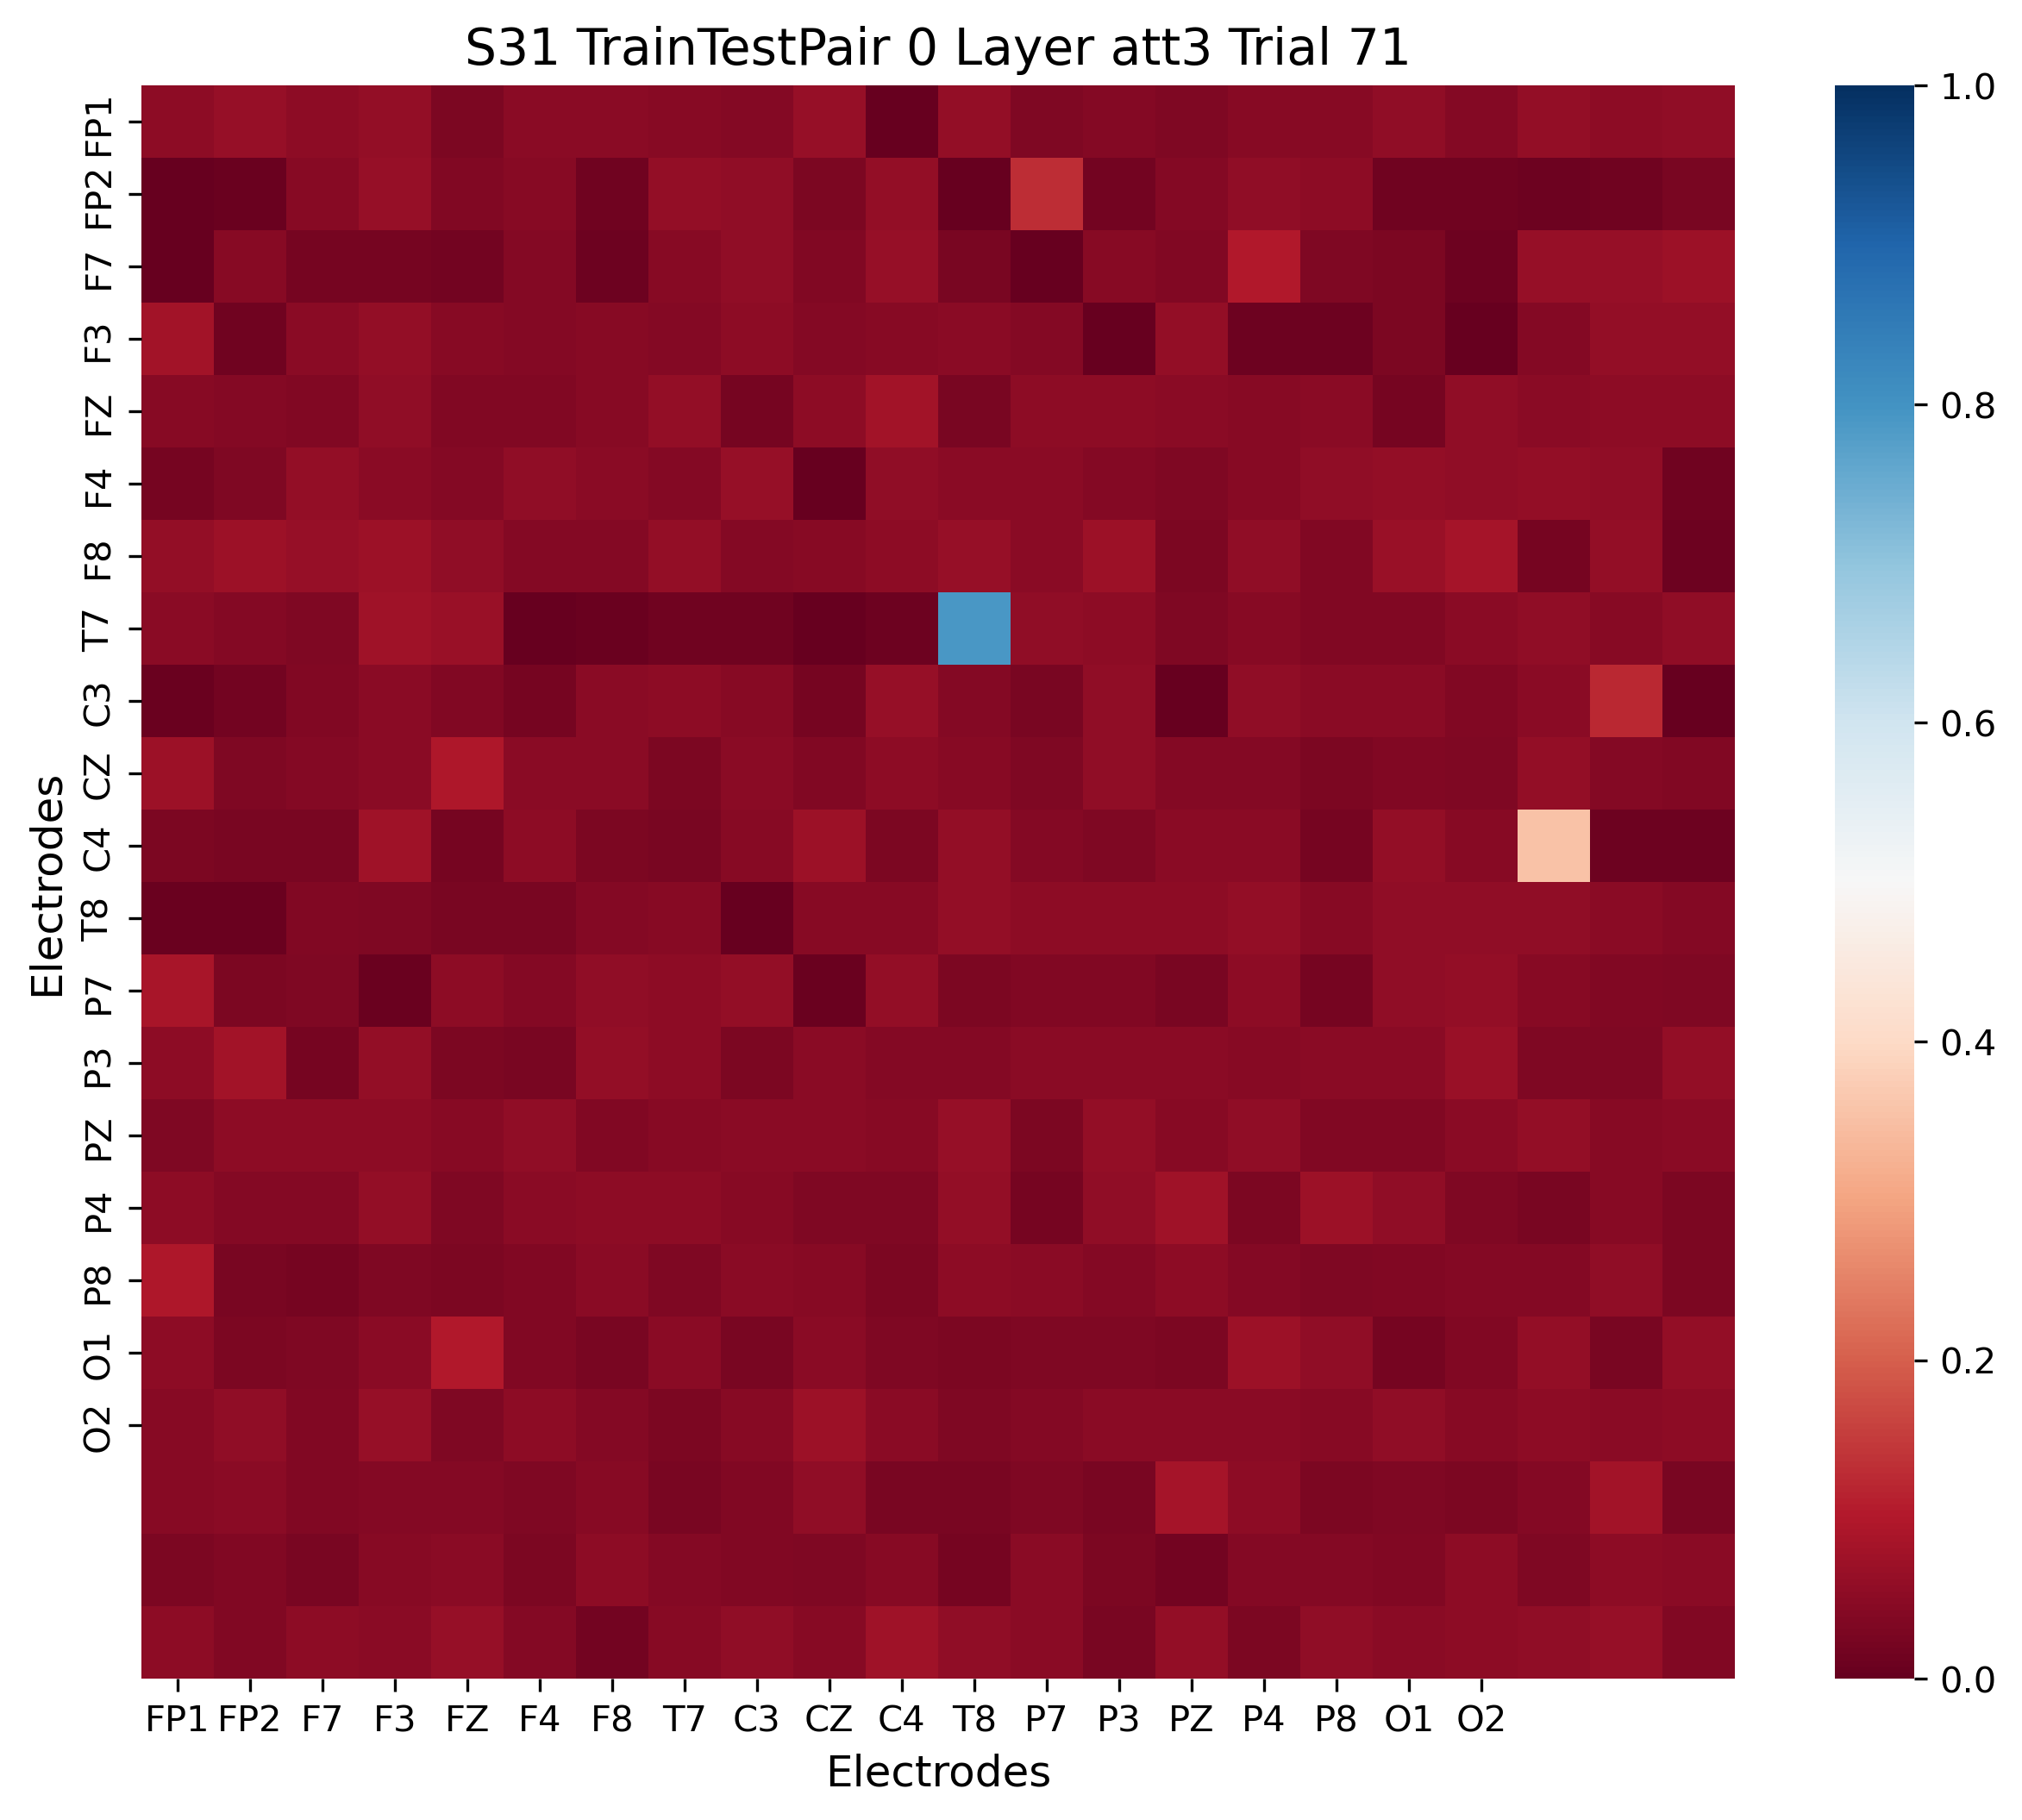 S31 TrainTestPair 0 Layer att3 Trial 71
Electrodes
FP1
FP2
F7
F3
FZ
F4
F8
T7
C3
CZ
C4
T8
P7
P3
PZ
P4
P8
O1
O2
FP1 FP2 F7 F3 FZ F4 F8 T7 C3 CZ C4 T8 P7 P3 PZ P4 P8 O1 O2
Electrodes
1.0
0.8
0.6
0.4
0.2
0.0